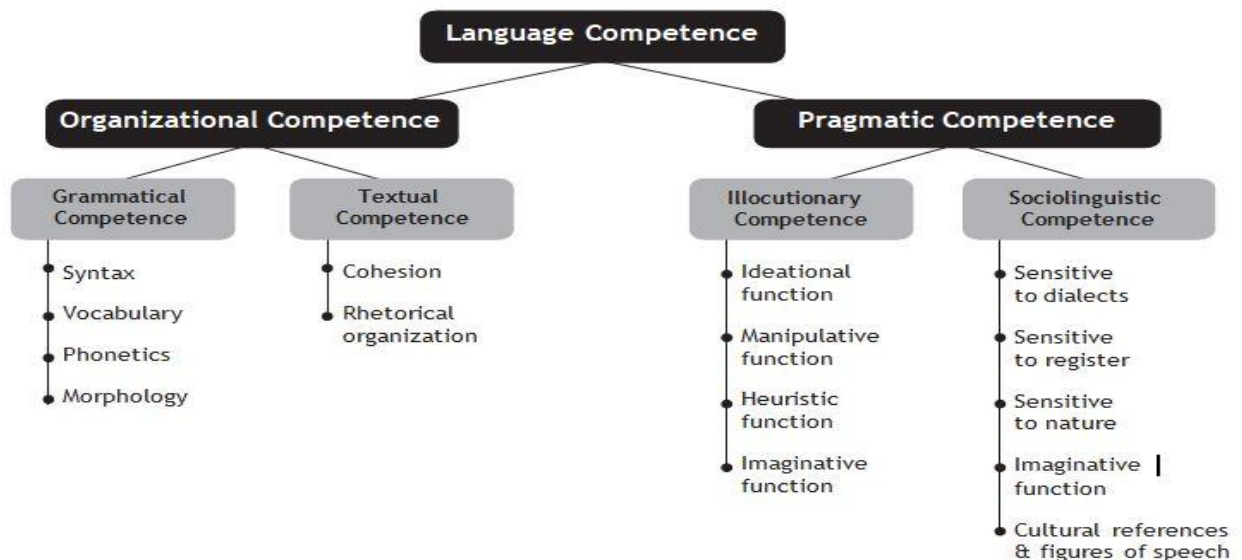 Language Competence
Organizational Competence
Pragmatic Competence
Grammatical
Competence
Syntax
Vocabulary
Phonetics
Morphology
Textual
Competence
Cohesion
Rhetorical
organization
Illocutionary
Competence
Ideational
function
Manipulative
function
Heuristic
function
Imaginative
function
Sociolinguistic
Competence
Sensitive
to dialects
Sensitive
to register
Sensitive
to nature
Imaginative
function
Cultural references
& figures of speech